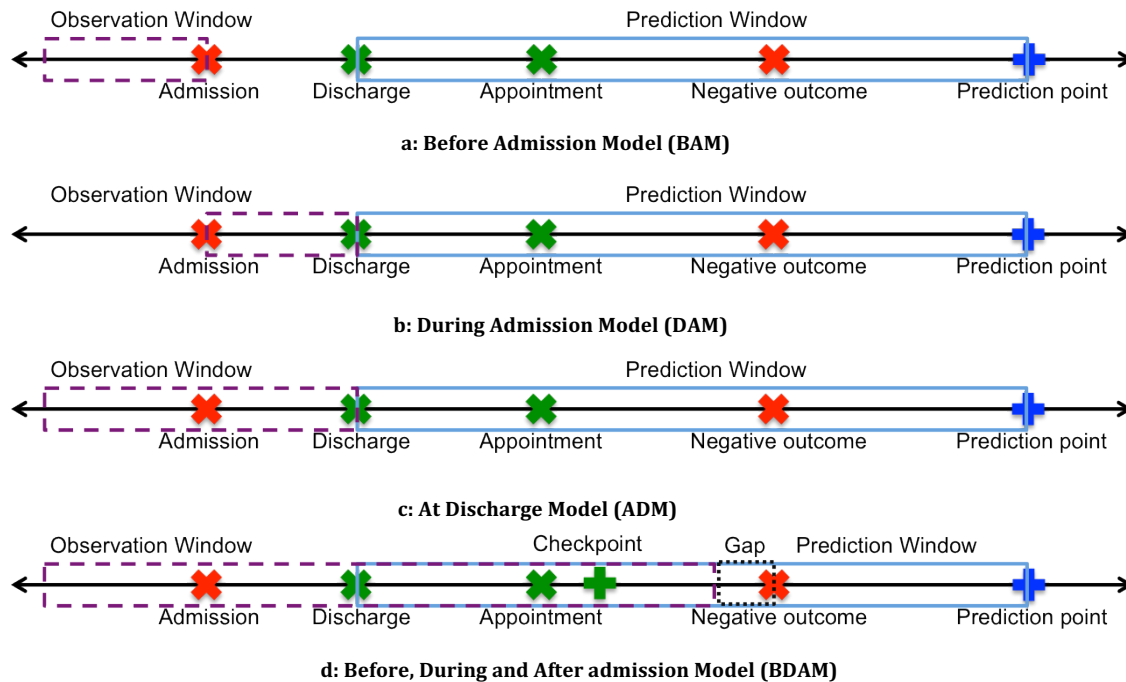 Observation Window Prediction Window
Admission Discharge Appointment Negative outcome Prediction point
a: Before Admission Model (BAM)
Observation Window Prediction Window
Admission Discharge Appointment Negative outcome Prediction point
b: During Admission Model (DAM)
Observation Window Prediction Window
Admission Discharge Appointment Negative outcome Prediction point
c: At Discharge Model (ADM)
Observation Window Checkpoint Gap Prediction Window
Admission Discharge Appointment Negative outcome Prediction point
d: Before, During and After admission Model (BDAM)